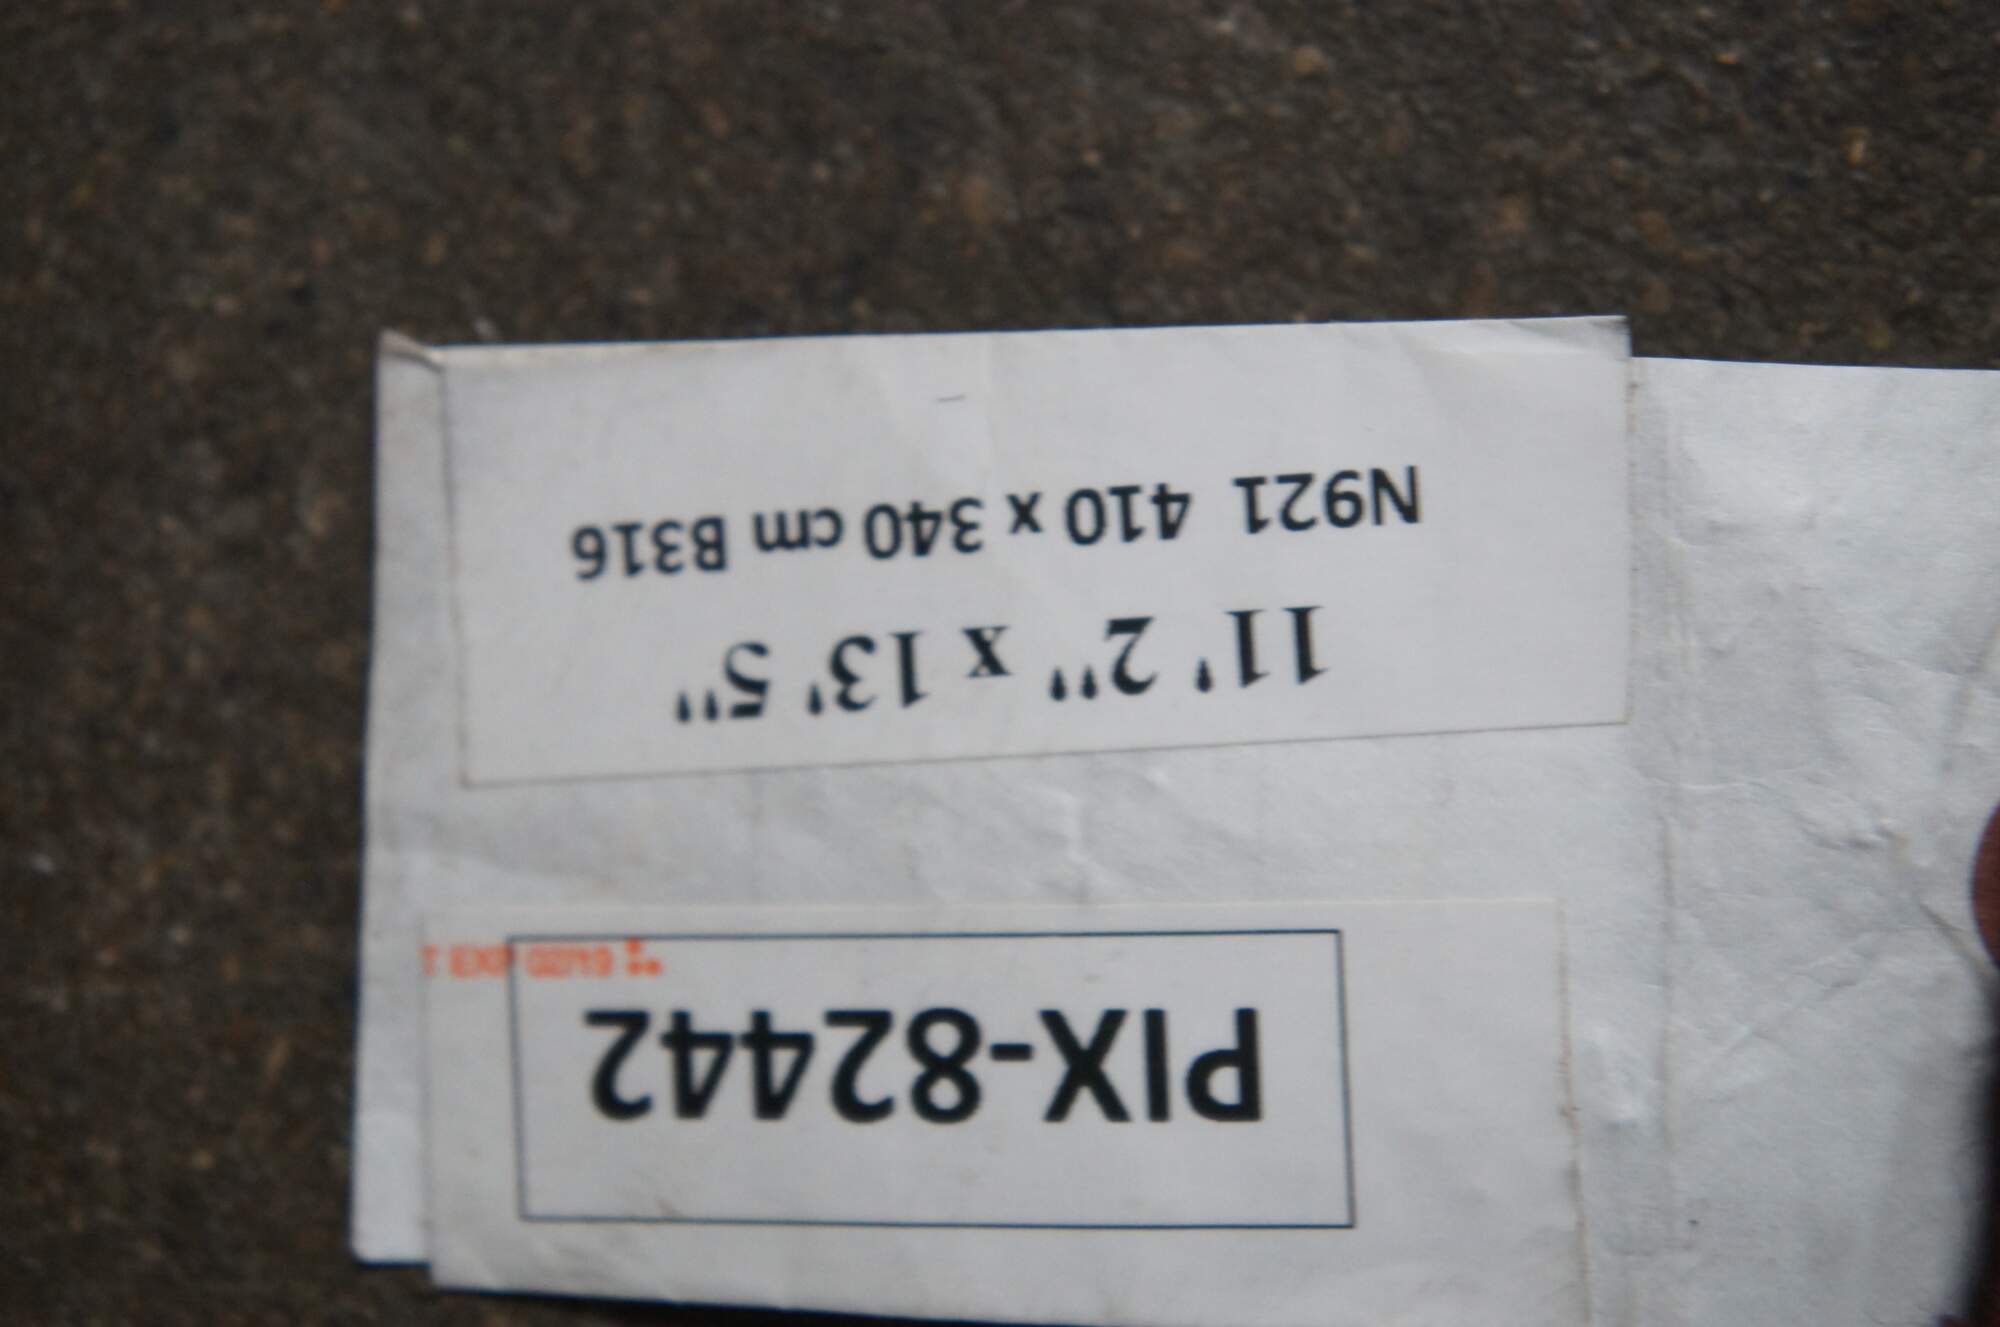 PIX-82442
11' 2" x 13' 5"
N921 410 x 340 cm B316